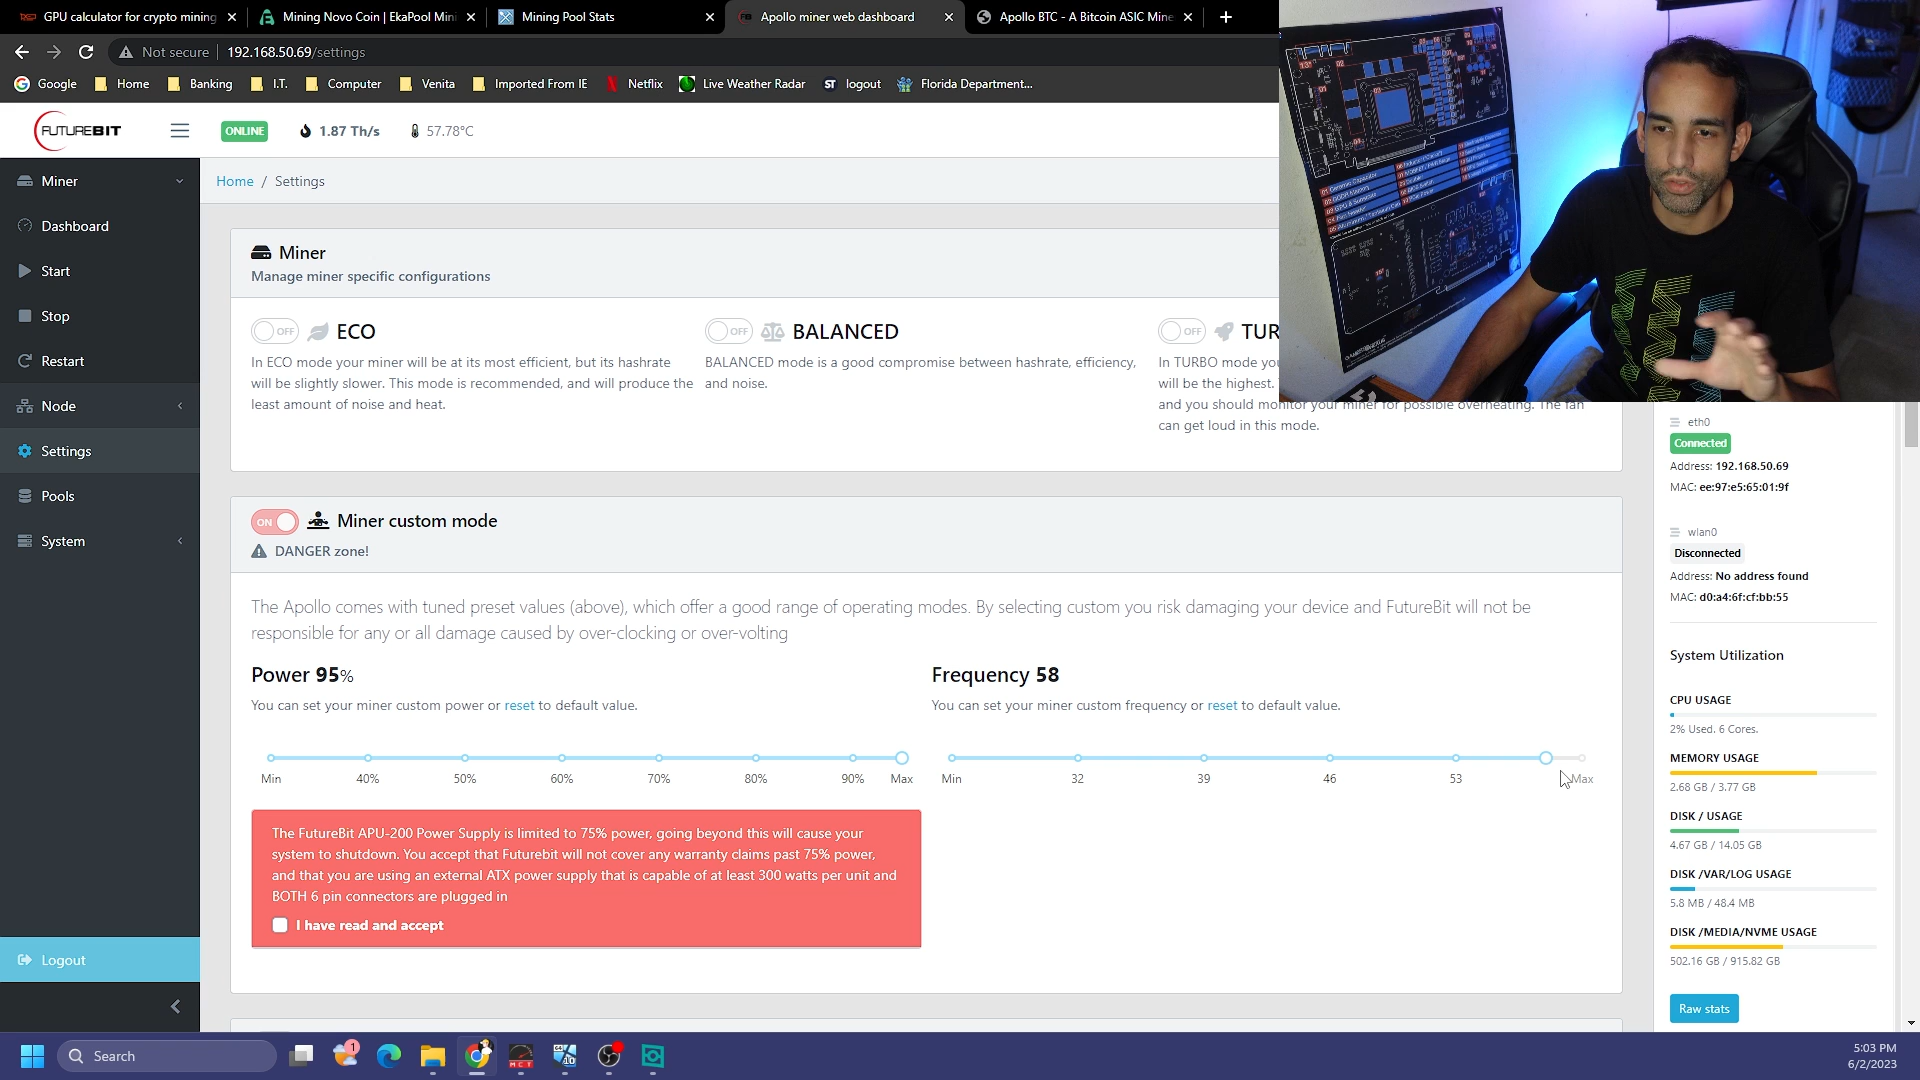 GPU calculator for crypto mining
Mining Novo Coin | EkaPool Mini
Mining Pool Stats
Apollo miner web dashboard
Apollo BTC - A Bitcoin ASIC Mine
Not secure
192.168.50.69/settings
Google
Home
Banking
I.T.
Computer
Venita
Imported From IE
Netflix
Live Weather Radar
ST logout
Florida Department...
FUTUREBIT
ONLINE
1.87 Th/s
57.78°C
Miner
Dashboard
Start
Stop
Restart
Node
Settings
Pools
System
Logout
Home / Settings
Miner
Manage miner specific configurations
OFF ECO
In ECO mode your miner will be at its most efficient, but its hashrate
will be slightly slower. This mode is recommended, and will produce the
least amount of noise and heat.
OFF BALANCED
BALANCED mode is a good compromise between hashrate, efficiency,
and noise.
OFF TUR
In TURBO mode you
will be the highest.
and you should monitor your miner for possible overheating. The fan
can get loud in this mode.
ON Miner custom mode
DANGER zone!
The Apollo comes with tuned preset values (above), which offer a good range of operating modes. By selecting custom you risk damaging your device and FutureBit will not be
responsible for any or all damage caused by over-clocking or over-volting
Power 95%
You can set your miner custom power or reset to default value.
Min 40% 50% 60% 70% 80% 90% Max
Frequency 58
You can set your miner custom frequency or reset to default value.
Min 32 39 46 53 Max
The FutureBit APU-200 Power Supply is limited to 75% power, going beyond this will cause your
system to shutdown. You accept that Futurebit will not cover any warranty claims past 75% power,
and that you are using an external ATX power supply that is capable of at least 300 watts per unit and
BOTH 6 pin connectors are plugged in
I have read and accept
eth0
Connected
Address: 192.168.50.69
MAC: ee:97:e5:65:01:9f
wlan0
Disconnected
Address: No address found
MAC: d0:a4:6f:cf:bb:55
System Utilization
CPU USAGE
2% Used. 6 Cores.
MEMORY USAGE
2.68 GB / 3.77 GB
DISK / USAGE
4.67 GB / 14.05 GB
DISK /VAR/LOG USAGE
5.8 MB / 48.4 MB
DISK /MEDIA/NVME USAGE
502.16 GB / 915.82 GB
Raw stats
Search
1
MCT
10
5:03 PM
6/2/2023